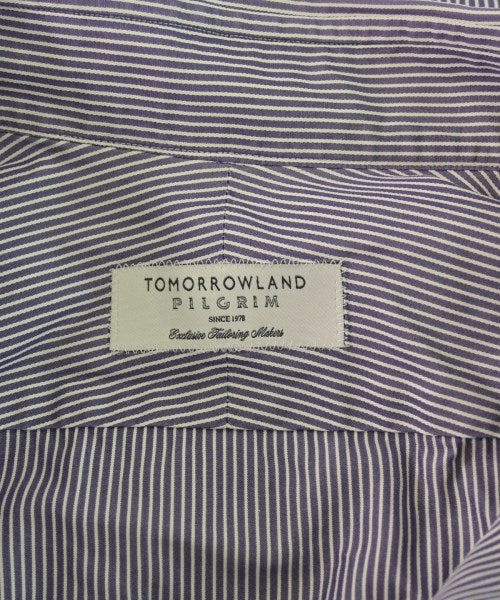 TOMORROWLAND
PILGRIM
SINCE 1978
Exclusive Tailoring Makers